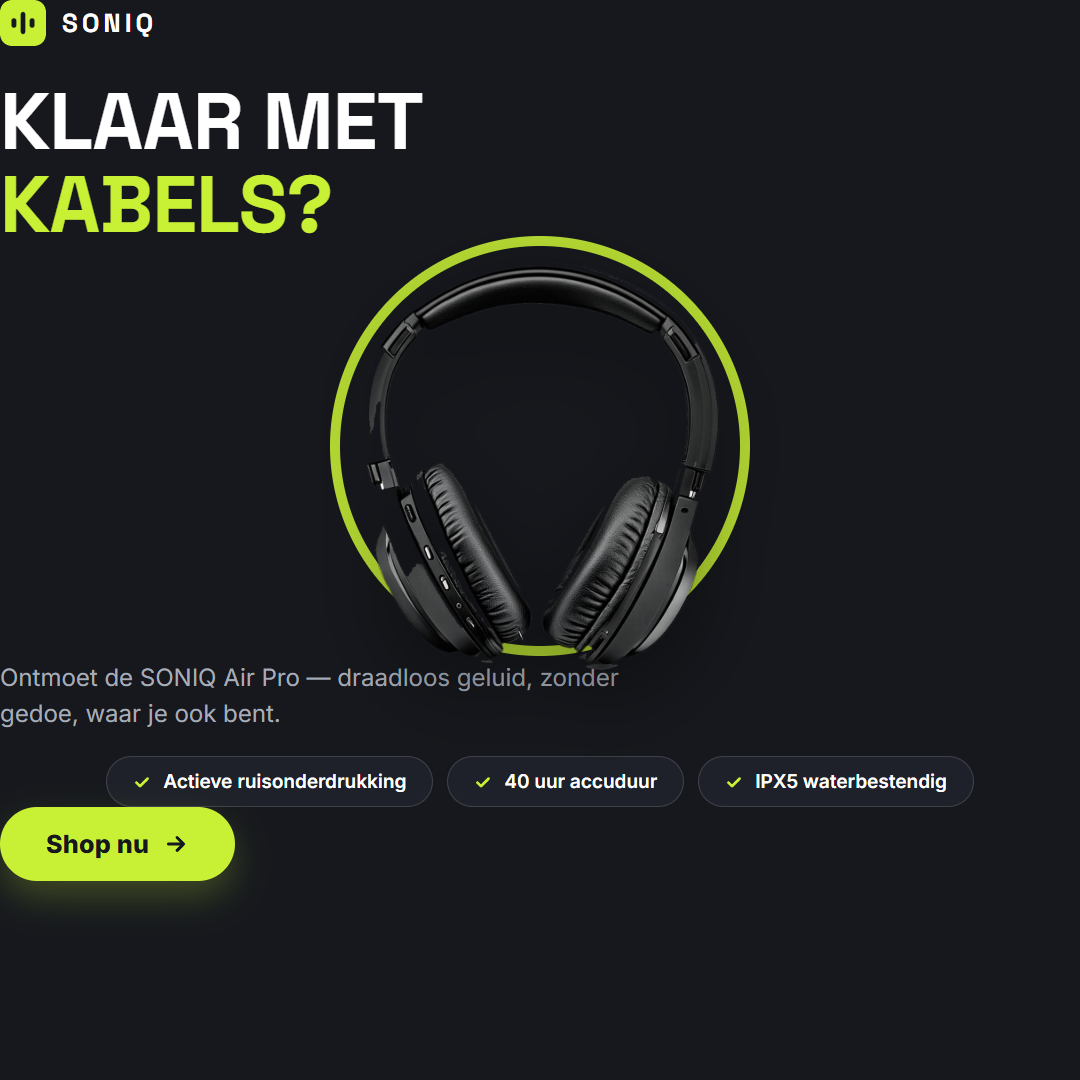 SONIQ
KLAAR MET
KABELS?
Ontmoet de SONIQ Air Pro — draadloos geluid, zonder
gedoe, waar je ook bent.
Actieve ruisonderdrukking
40 uur accuduur
IPX5 waterbestendig
Shop nu